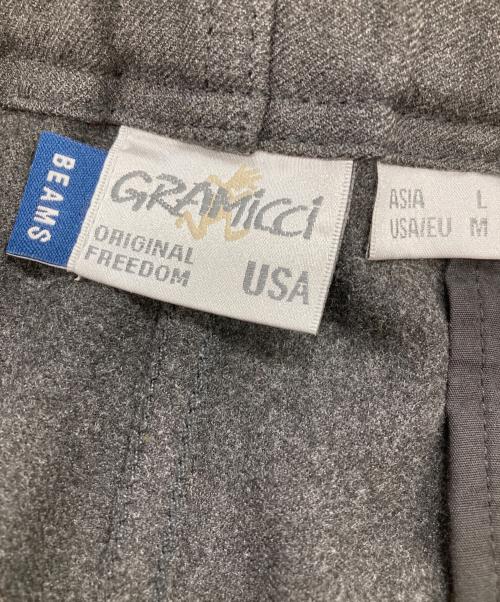 BEAMS
GRAMiCCi
ORIGINAL
FREEDOM
USA
ASIA L
USA/EU M